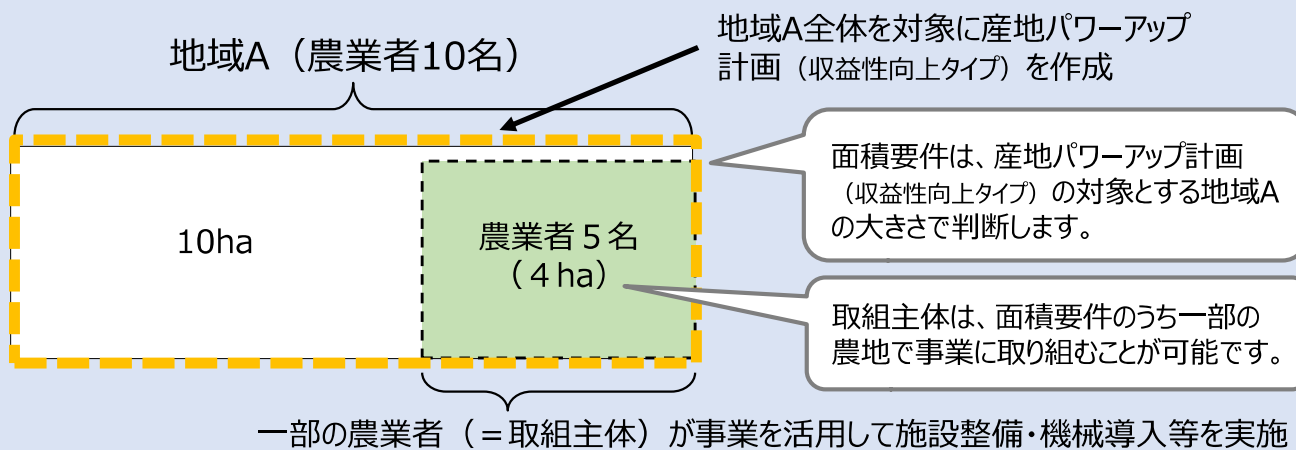 地域A（農業者10名）
地域A全体を対象に産地パワーアップ
計画（収益性向上タイプ）を作成
面積要件は、産地パワーアップ計画
（収益性向上タイプ）の対象とする地域A
の大きさで判断します。
10ha
農業者５名
（４ha）
取組主体は、面積要件のうち一部の
農地で事業に取り組むことが可能です。
一部の農業者（＝取組主体）が事業を活用して施設整備・機械導入等を実施